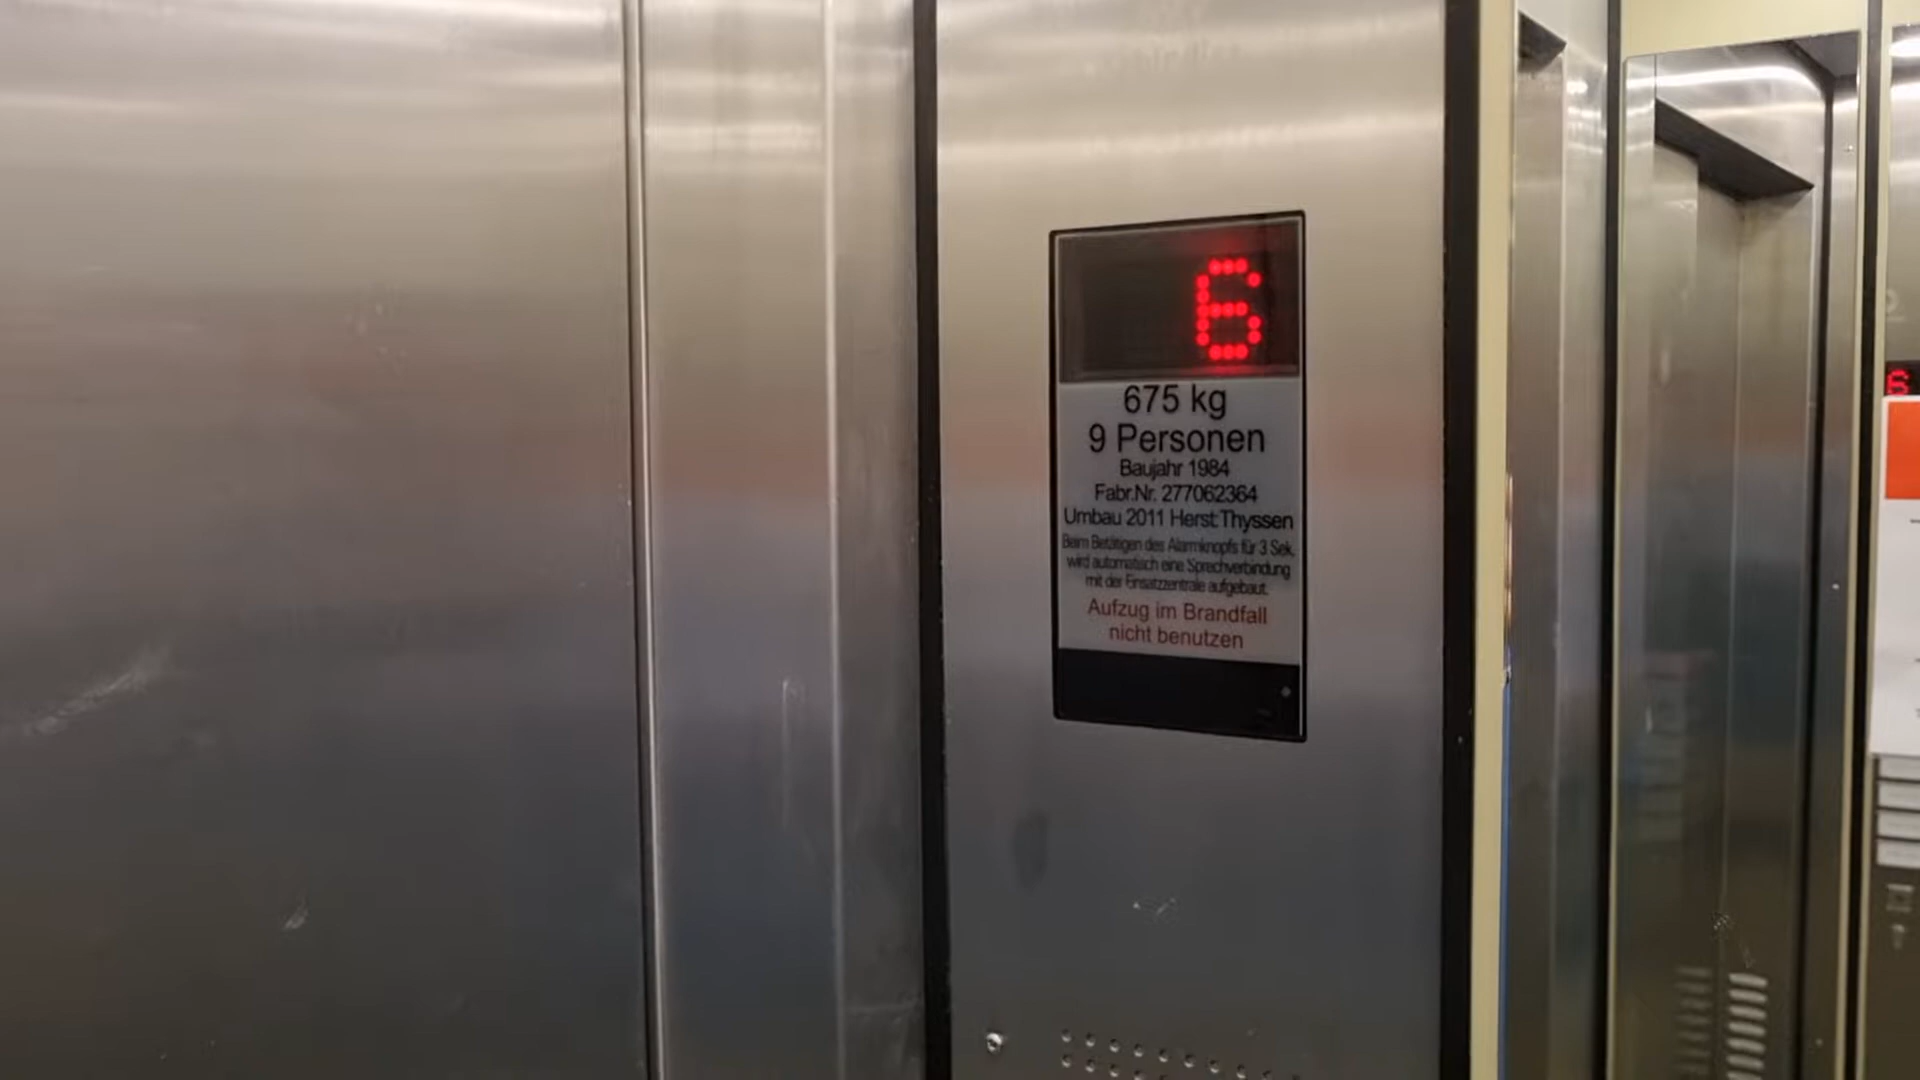 6
675 kg
9 Personen
Baujahr 1984
Fabr.Nr. 277062364
Umbau 2011 Herst:Thyssen
Beim Betätigen des Alarmknopfs für 3 Sek.
wird automatisch eine Sprechverbindung
mit der Einsatzzentrale aufgebaut.
Aufzug im Brandfall
nicht benutzen
6